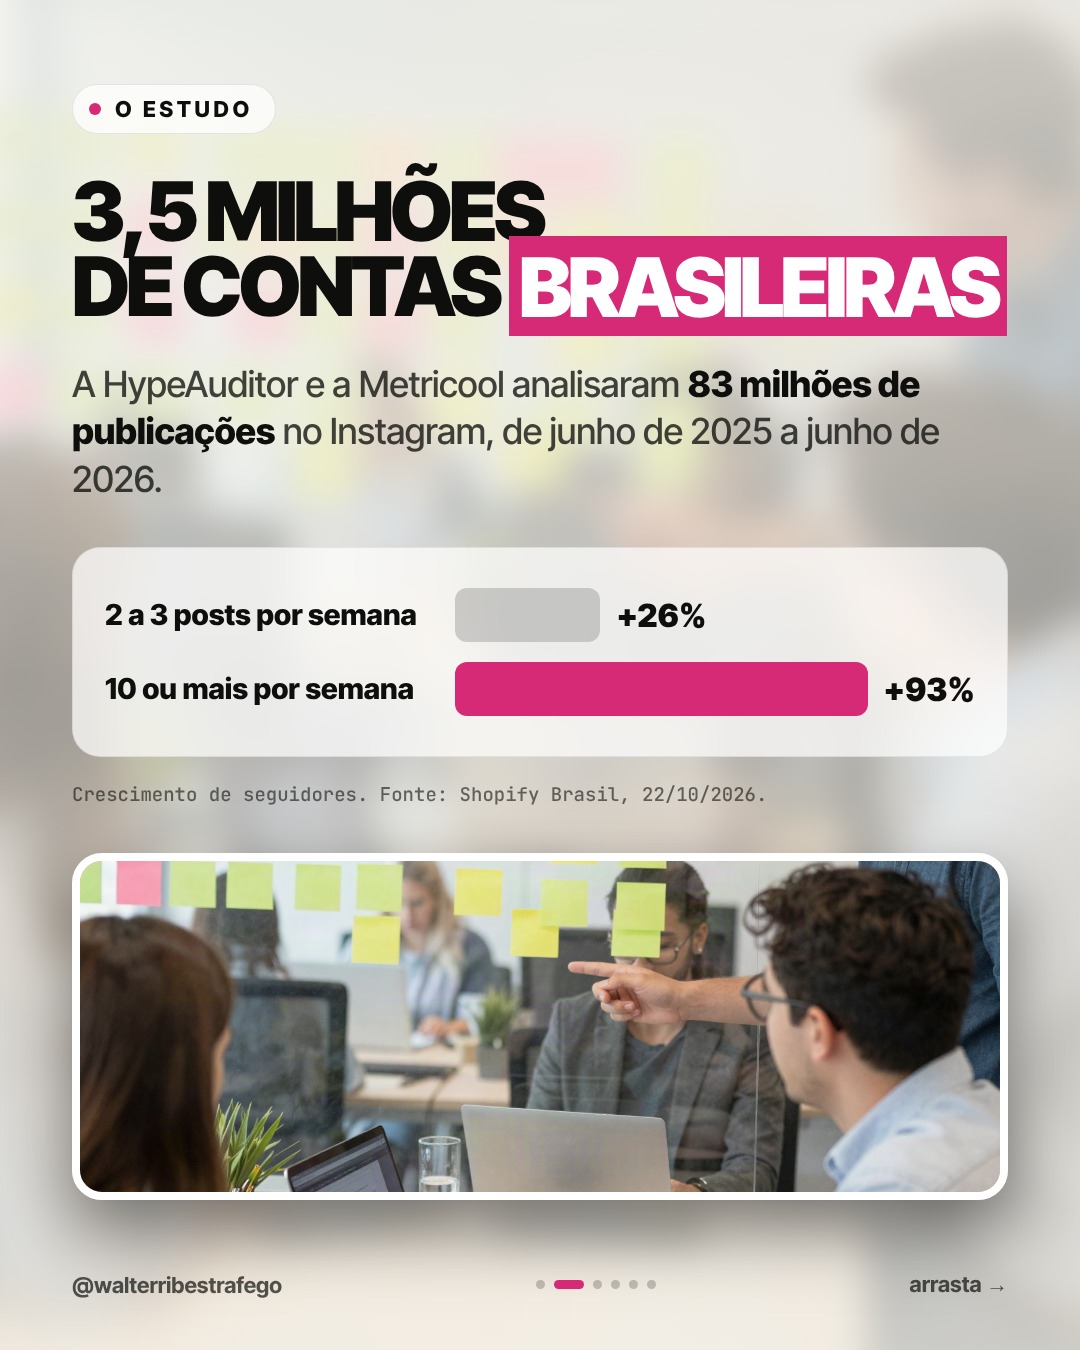 O ESTUDO
3,5 MILHÕES
DE CONTAS BRASILEIRAS
A HypeAuditor e a Metricool analisaram 83 milhões de
publicações no Instagram, de junho de 2025 a junho de
2026.
2 a 3 posts por semana +26%
10 ou mais por semana +93%
Crescimento de seguidores. Fonte: Shopify Brasil, 22/10/2026.
@walterribestrafego
arrasta →